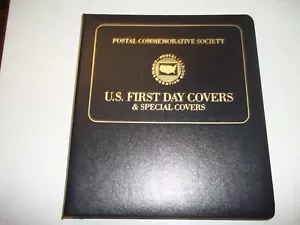 POSTAL COMMEMORATIVE SOCIETY
U.S. FIRST DAY COVERS
& SPECIAL COVERS